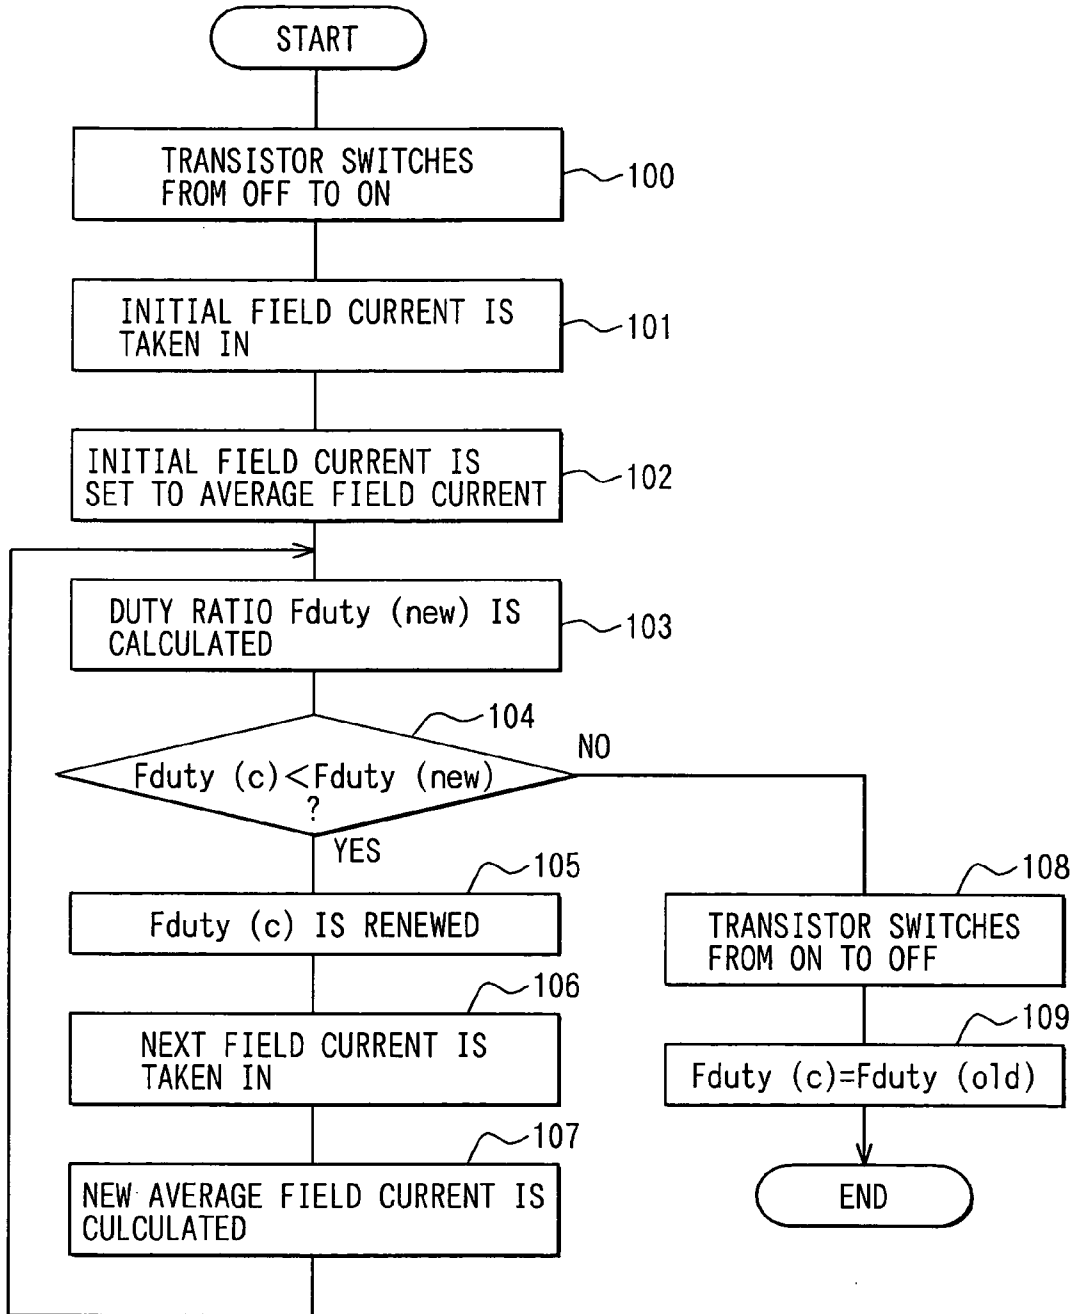 START
TRANSISTOR SWITCHES
FROM OFF TO ON
100
INITIAL FIELD CURRENT IS
TAKEN IN
101
INITIAL FIELD CURRENT IS
SET TO AVERAGE FIELD CURRENT
102
DUTY RATIO Fduty (new) IS
CALCULATED
103
104
Fduty (c)<Fduty (new)
?
NO
YES
105
Fduty (c) IS RENEWED
106
NEXT FIELD CURRENT IS
TAKEN IN
107
NEW AVERAGE FIELD CURRENT IS
CULCULATED
108
TRANSISTOR SWITCHES
FROM ON TO OFF
109
Fduty (c)=Fduty (old)
END